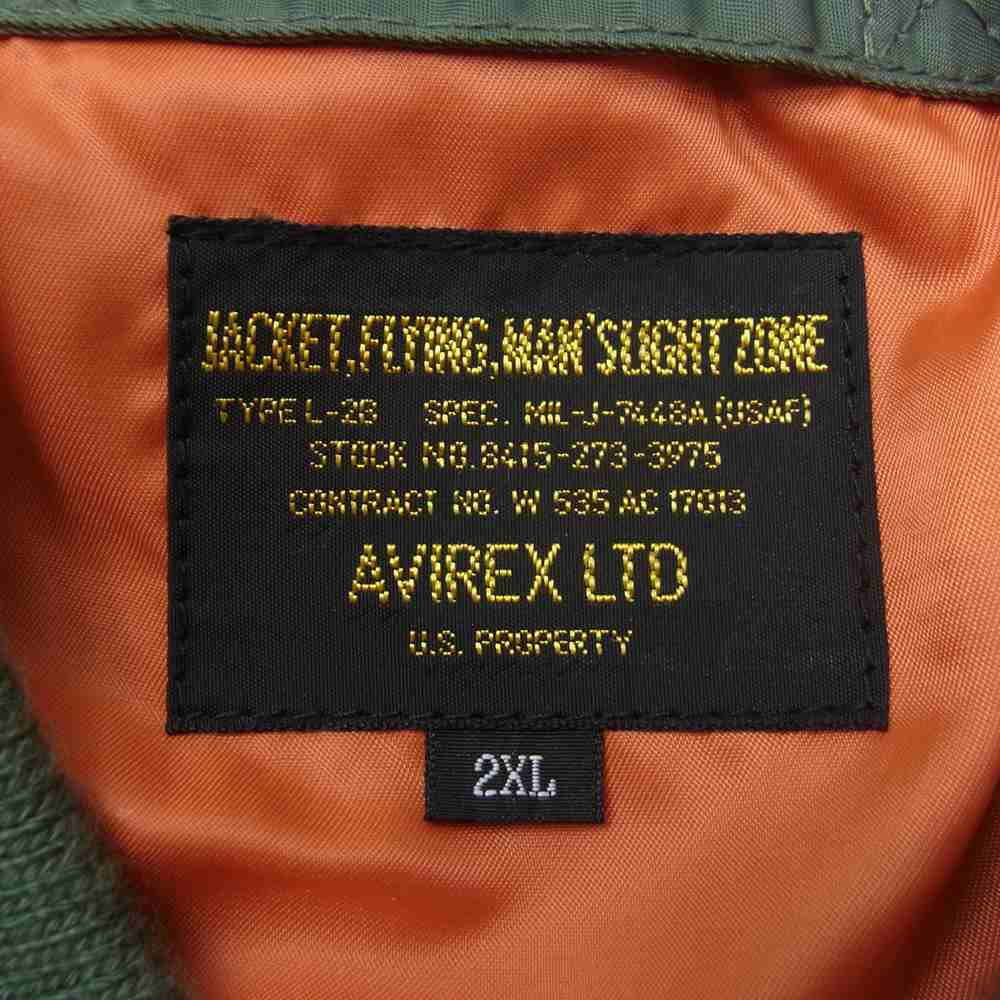 JACKET,FLYING,MAN'S LIGHT ZONE
TYPE L-2B SPEC. MIL-J-7448A (USAF)
STOCK NO. 8415-273-3975
CONTRACT NO. W 535 AC 17013
AVIREX LTD
U.S. PROPERTY
2XL